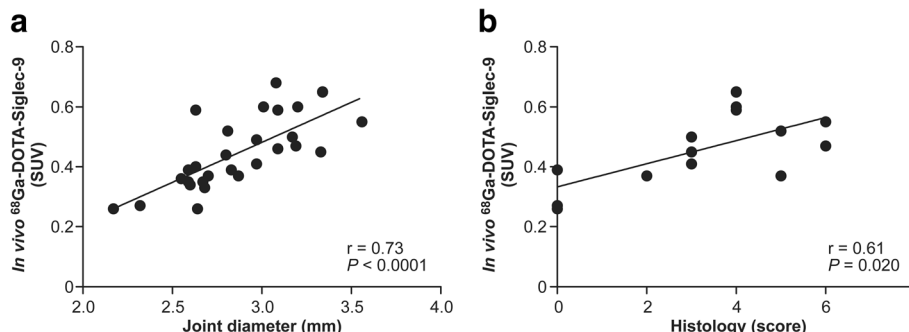 a
In vivo ⁶⁸Ga-DOTA-Siglec-9
(SUV)
0.8
0.6
0.4
0.2
0
2.0 2.5 3.0 3.5 4.0
Joint diameter (mm)
r = 0.73
P < 0.0001
b
In vivo ⁶⁸Ga-DOTA-Siglec-9
(SUV)
0.8
0.6
0.4
0.2
0
0 2 4 6
Histology (score)
r = 0.61
P = 0.020